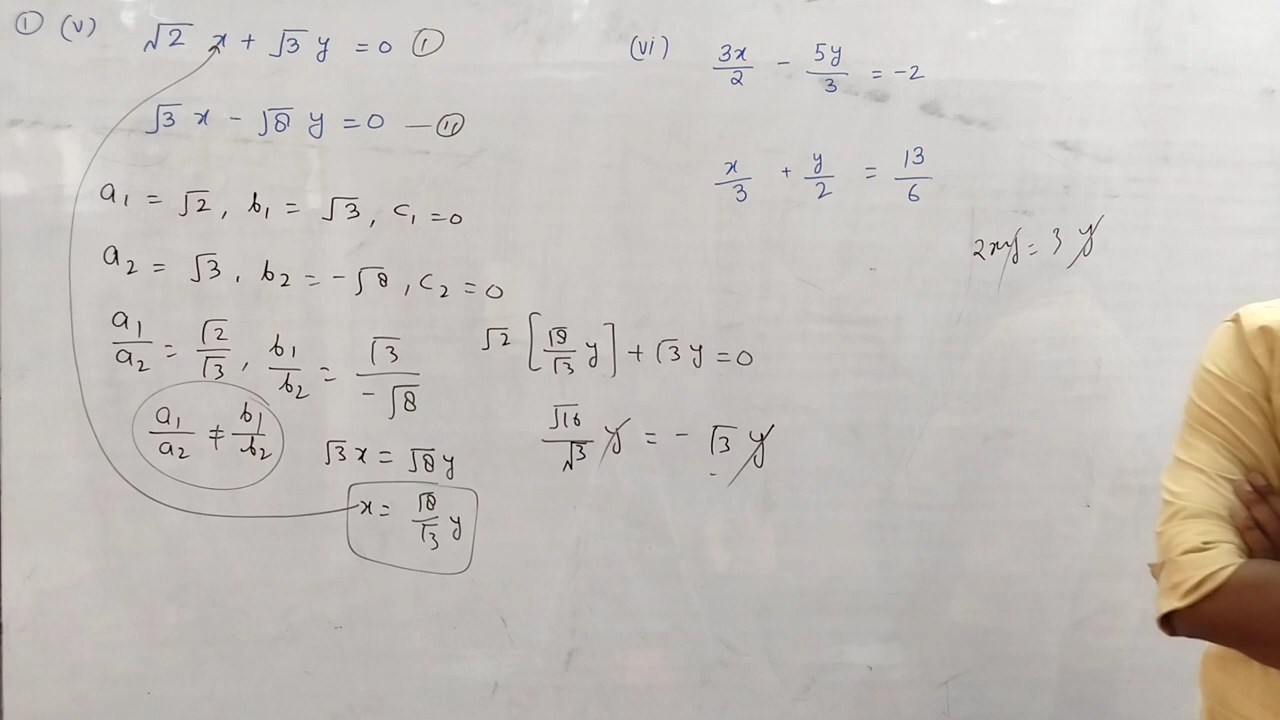 ① (v) √2 x + √3 y = 0 ①
√3 x - √8 y = 0 — ⑪
a₁ = √2, b₁ = √3, c₁ = 0
a₂ = √3, b₂ = -√8, c₂ = 0
a₁/a₂ = √2/√3, b₁/b₂ = √3/-√8
a₁/a₂ ≠ b₁/b₂
√3 x = √8 y
x = √8/√3 y
√2 [√8/√3 y] + √3 y = 0
√16/√3 y = - √3 y
(vi) 3x/2 - 5y/3 = -2
x/3 + y/2 = 13/6
2xy = 3 y